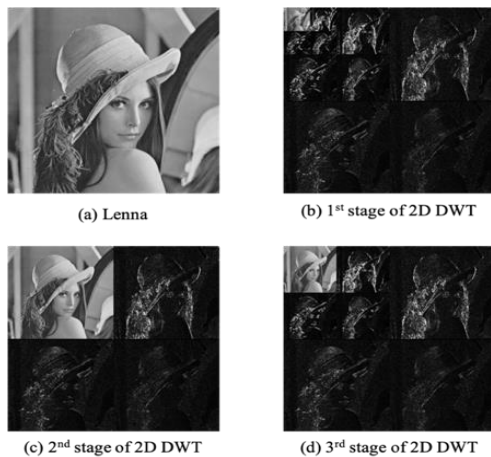 (a) Lenna
(b) 1st stage of 2D DWT
(c) 2nd stage of 2D DWT
(d) 3rd stage of 2D DWT